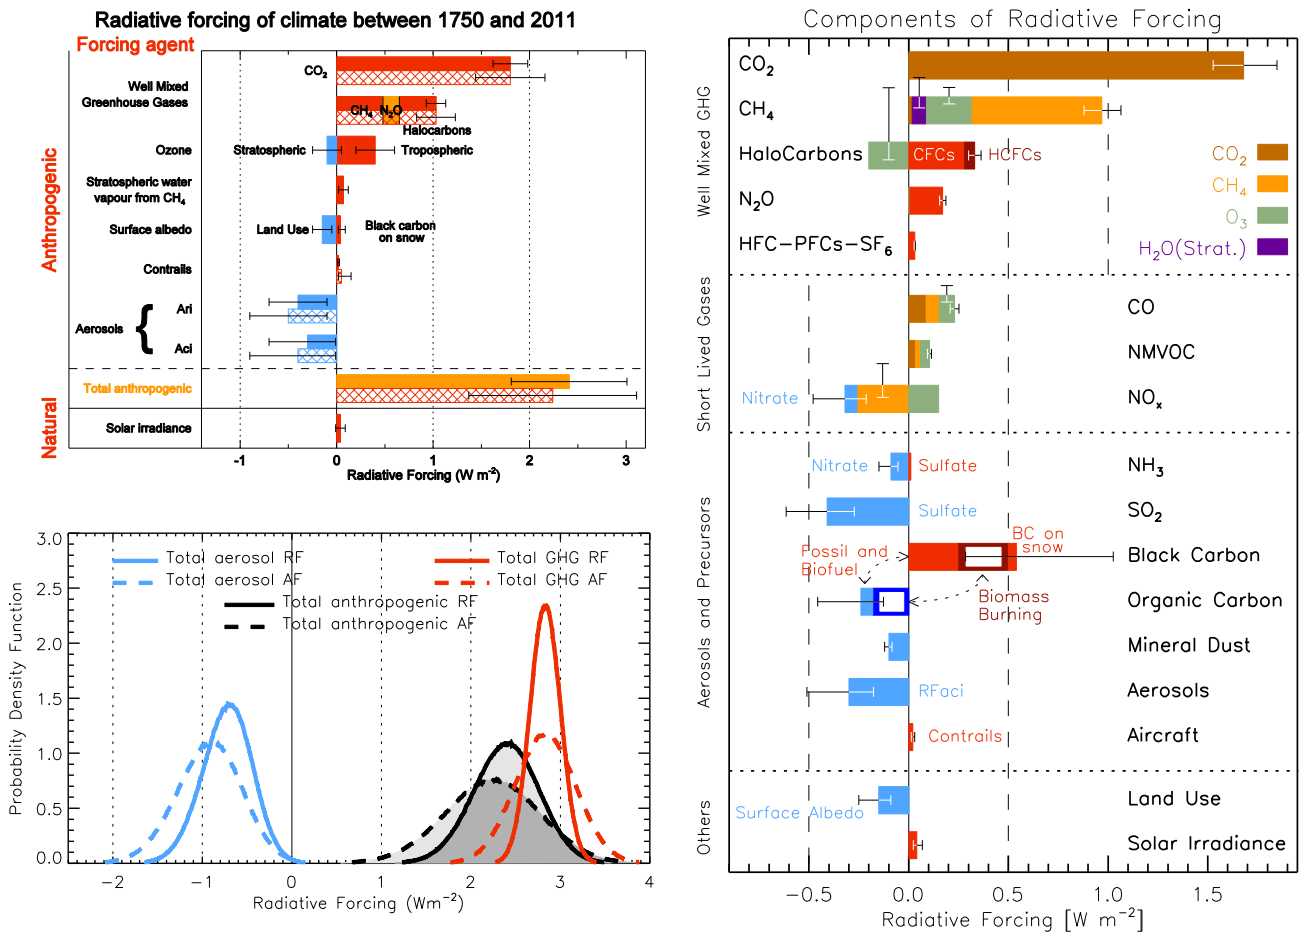 Radiative forcing of climate between 1750 and 2011
Forcing agent
Anthropogenic
Natural
CO2
Well Mixed
Greenhouse Gases
CH4 N2O
Halocarbons
Ozone
Stratospheric
Tropospheric
Stratospheric water
vapour from CH4
Surface albedo
Land Use
Black carbon
on snow
Contrails
Aerosols {
Ari
Aci
Total anthropogenic
Solar irradiance
-1 0 1 2 3
Radiative Forcing (W m-2)
Probability Density Function
3.0
2.5
2.0
1.5
1.0
0.5
0.0
Total aerosol RF
Total aerosol AF
Total GHG RF
Total GHG AF
Total anthropogenic RF
Total anthropogenic AF
−2 −1 0 1 2 3 4
Radiative Forcing (Wm−2)
Components of Radiative Forcing
Well Mixed GHG
CO2
CH4
HaloCarbons
CFCs
HCFCs
N2O
HFC−PFCs−SF6
CO2
CH4
O3
H2O(Strat.)
Short Lived Gases
CO
NMVOC
Nitrate
NOx
Aerosols and Precursors
Nitrate
Sulfate
NH3
Sulfate
SO2
Fossil and
Biofuel
BC on
snow
Black Carbon
Biomass
Burning
Organic Carbon
Mineral Dust
RFaci
Aerosols
Contrails
Aircraft
Others
Surface Albedo
Land Use
Solar Irradiance
−0.5 0.0 0.5 1.0 1.5
Radiative Forcing [W m−2]